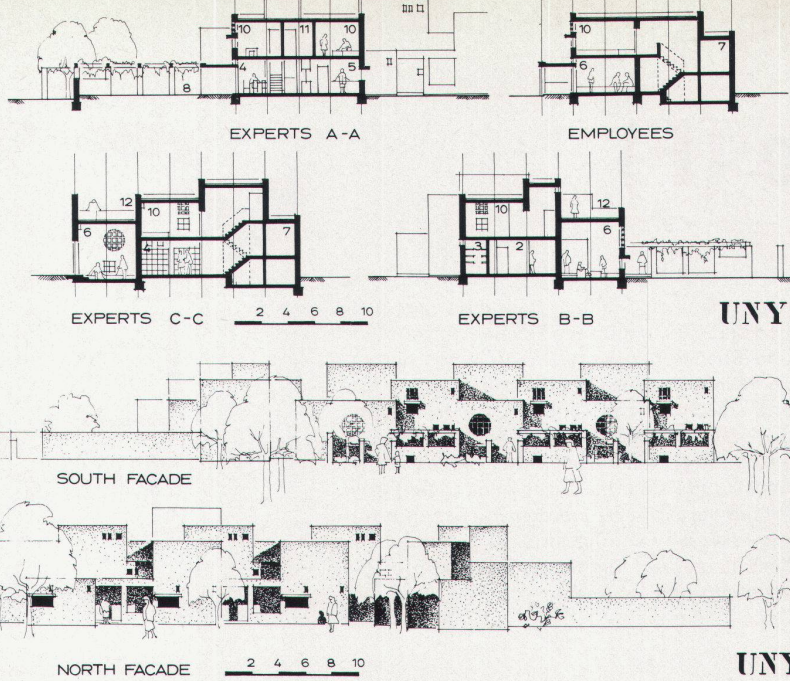 10 11 10
4 5
8
EXPERTS A-A
10
7
6
EMPLOYEES
12
10
6 4 7
EXPERTS C-C
2 4 6 8 10
12
10
6
3 2
EXPERTS B-B
UNY
SOUTH FACADE
NORTH FACADE
2 4 6 8 10
UNY